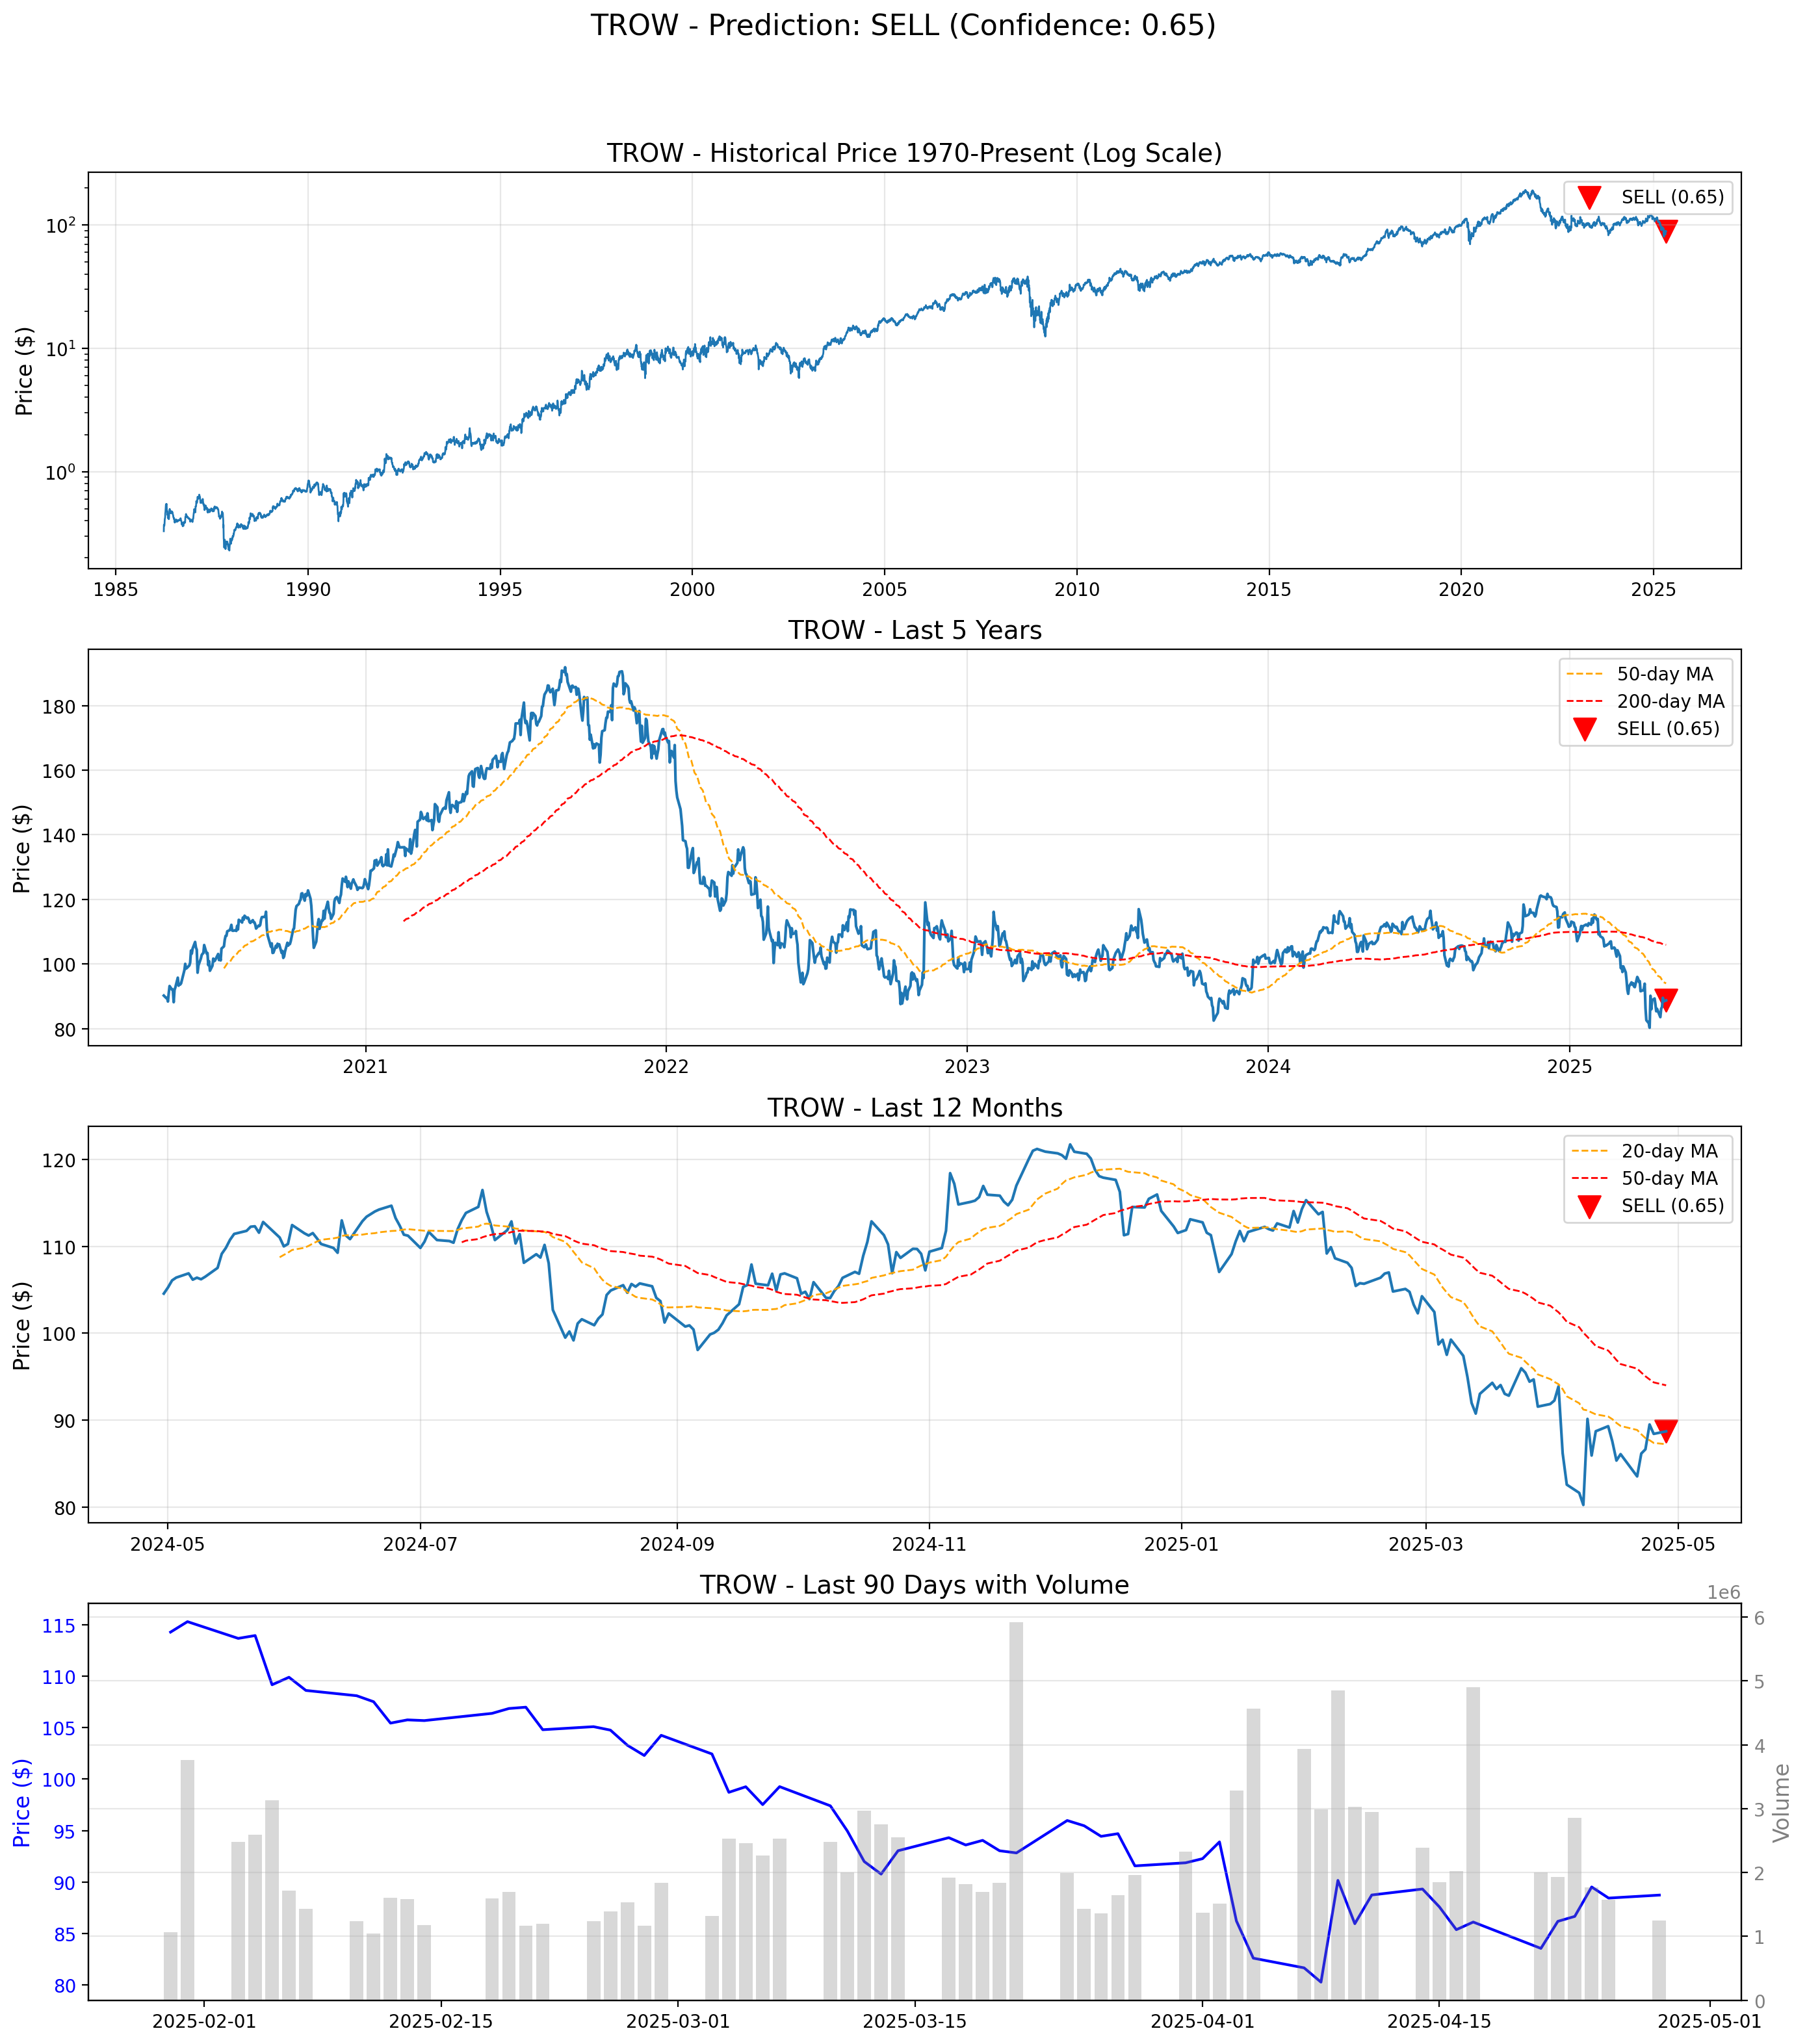 TROW - Prediction: SELL (Confidence: 0.65)
TROW - Historical Price 1970-Present (Log Scale)
Price ($)
10²
10¹
10⁰
SELL (0.65)
1985 1990 1995 2000 2005 2010 2015 2020 2025
TROW - Last 5 Years
Price ($)
180
160
140
120
100
80
50-day MA
200-day MA
SELL (0.65)
2021 2022 2023 2024 2025
TROW - Last 12 Months
Price ($)
120
110
100
90
80
20-day MA
50-day MA
SELL (0.65)
2024-05 2024-07 2024-09 2024-11 2025-01 2025-03 2025-05
TROW - Last 90 Days with Volume
1e6
Price ($)
115
110
105
100
95
90
85
80
6
5
4
3
2
1
0
Volume
2025-02-01 2025-02-15 2025-03-01 2025-03-15 2025-04-01 2025-04-15 2025-05-01